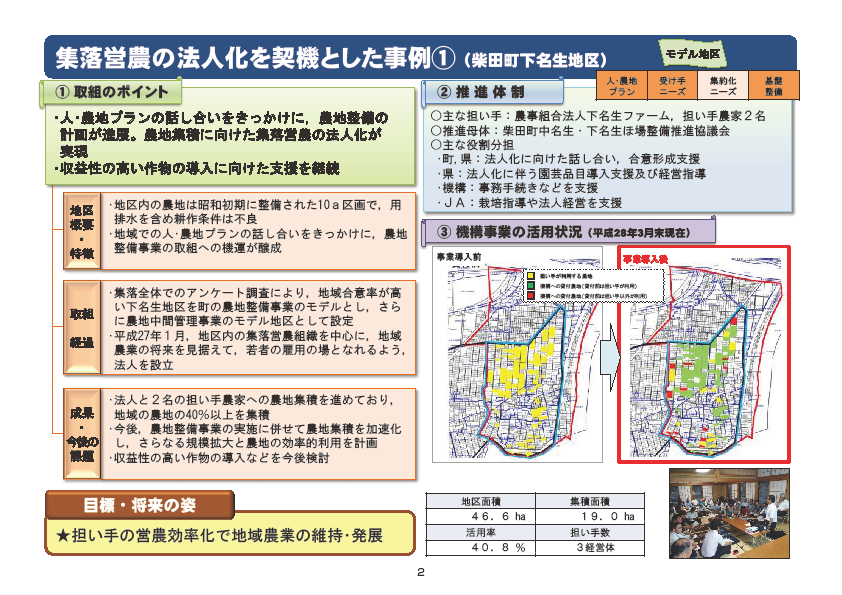 集落営農の法人化を契機とした事例①（柴田町下名生地区）
モデル地区
人・農地プラン
受け手ニーズ
集約化ニーズ
基盤整備
① 取組のポイント
・人・農地プランの話し合いをきっかけに，農地整備の
計画が進展。農地集積に向けた集落営農の法人化が
実現
・収益性の高い作物の導入に向けた支援を継続
地区
概要
・
特徴
・地区内の農地は昭和初期に整備された10ａ区画で，用
排水を含め耕作条件は不良
・地域での人・農地プランの話し合いをきっかけに，農地
整備事業の取組への機運が醸成
取組
経過
・集落全体でのアンケート調査により，地域合意率が高
い下名生地区を町の農地整備事業のモデルとし，さら
に農地中間管理事業のモデル地区として設定
・平成27年１月，地区内の集落営農組織を中心に，地域
農業の将来を見据えて，若者の雇用の場となれるよう，
法人を設立
成果
・
今後の
課題
・法人と２名の担い手農家への農地集積を進めており，
地域の農地の40％以上を集積
・今後，農地整備事業の実施に併せて農地集積を加速化
し，さらなる規模拡大と農地の効率的利用を計画
・収益性の高い作物の導入などを今後検討
目標・将来の姿
★担い手の営農効率化で地域農業の維持・発展
② 推進体制
○主な担い手：農事組合法人下名生ファーム，担い手農家２名
○推進母体：柴田町中名生・下名生ほ場整備推進協議会
○主な役割分担
・町，県：法人化に向けた話し合い，合意形成支援
・県：法人化に伴う園芸品目導入支援及び経営指導
・機構：事務手続きなどを支援
・ＪＡ：栽培指導や法人経営を支援
③ 機構事業の活用状況（平成28年3月末現在）
事業導入前
事業導入後
担い手が利用する農地
機構への貸付農地(貸付前は担い手が利用)
機構への貸付農地(貸付前は担い手以外が利用)
地区面積
集積面積
４６．６ ha
１９．０ ha
活用率
担い手数
４０．８ ％
３経営体
2